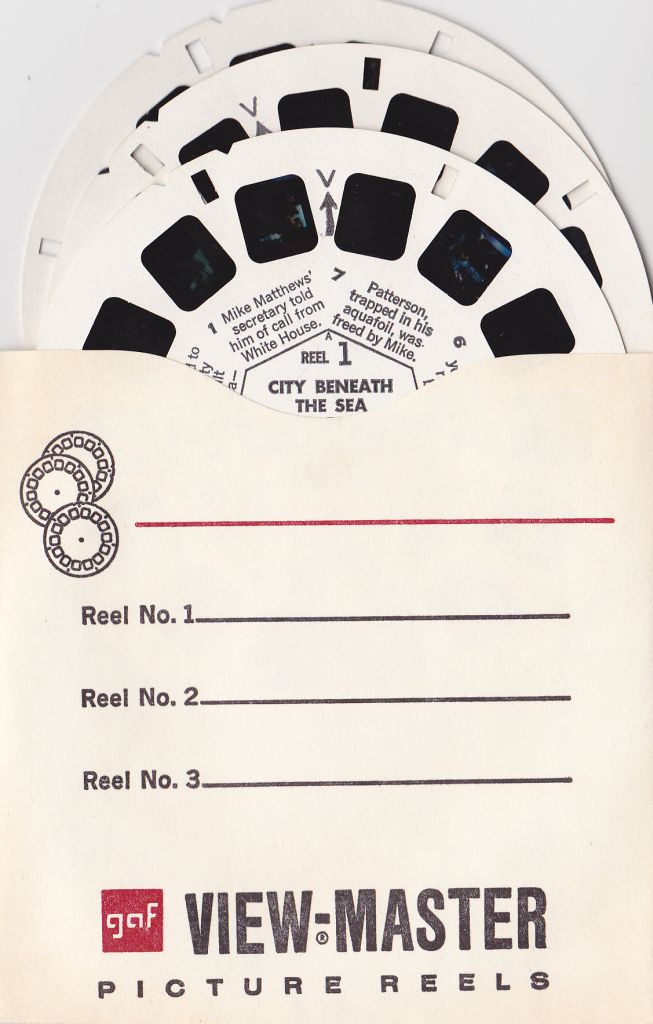 V
V
1 Mike Matthews'
secretary told
him of call from
White House.
7 Patterson,
trapped in his
aquafoil, was
freed by Mike.
6
to
A
REEL 1
CITY BENEATH
THE SEA
Reel No. 1
Reel No. 2
Reel No. 3
gaf VIEW-MASTER®
PICTURE REELS